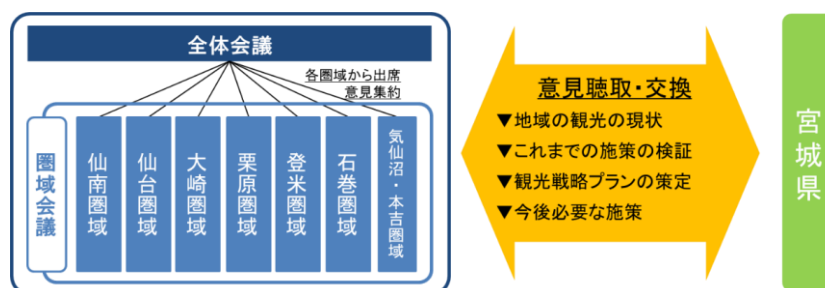 全体会議
各圏域から出席
意見集約
圏域会議
仙南圏域
仙台圏域
大崎圏域
栗原圏域
登米圏域
石巻圏域
気仙沼・本吉圏域
意見聴取・交換
▼地域の観光の現状
▼これまでの施策の検証
▼観光戦略プランの策定
▼今後必要な施策
宮城県